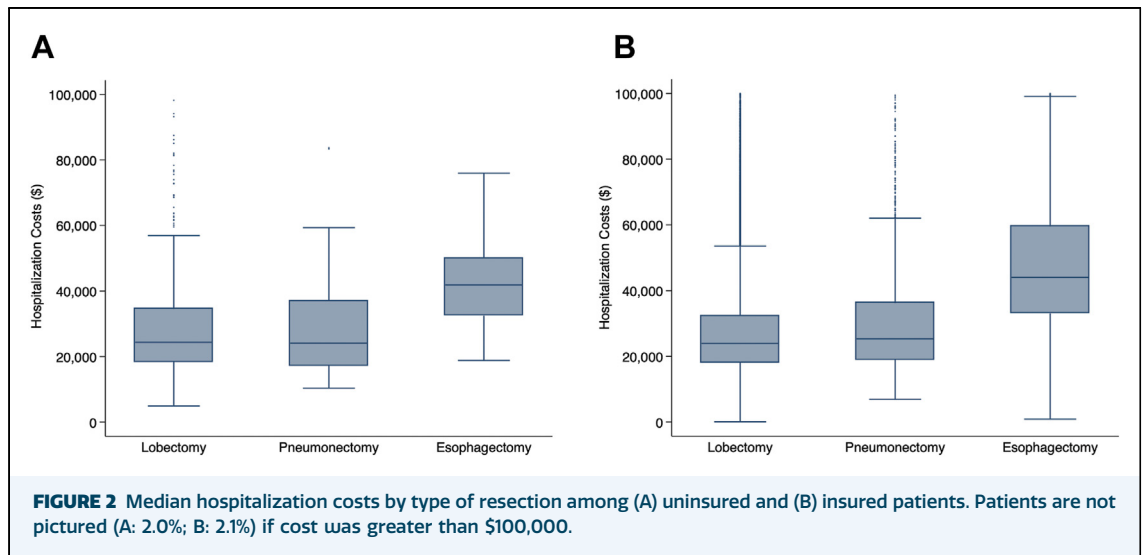 A
B
100,000
80,000
60,000
40,000
20,000
0
Hospitalization Costs ($)
Lobectomy
Pneumonectomy
Esophagectomy
100,000
80,000
60,000
40,000
20,000
0
Hospitalization Costs ($)
Lobectomy
Pneumonectomy
Esophagectomy
FIGURE 2 Median hospitalization costs by type of resection among (A) uninsured and (B) insured patients. Patients are not
pictured (A: 2.0%; B: 2.1%) if cost was greater than $100,000.